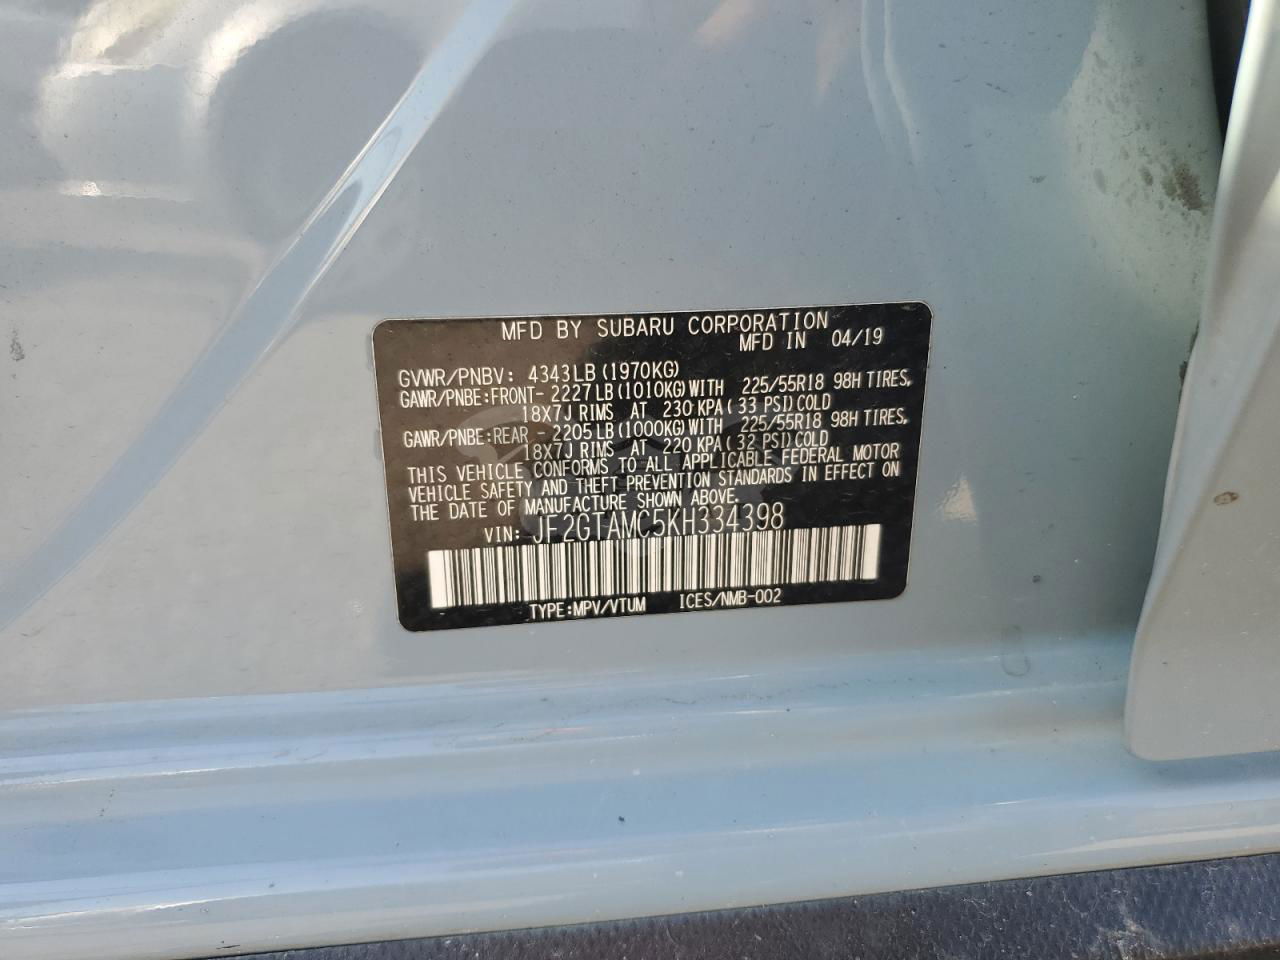 MFD BY SUBARU CORPORATION
MFD IN 04/19
GVWR/PNBV: 4343LB(1970KG)
GAWR/PNBE:FRONT- 2227LB(1010KG)WITH 225/55R18 98H TIRES,
18X7J RIMS AT 230 KPA( 33 PSI)COLD
GAWR/PNBE:REAR - 2205LB(1000KG)WITH 225/55R18 98H TIRES,
18X7J RIMS AT 220 KPA( 32 PSI)COLD
THIS VEHICLE CONFORMS TO ALL APPLICABLE FEDERAL MOTOR
VEHICLE SAFETY AND THEFT PREVENTION STANDARDS IN EFFECT ON
THE DATE OF MANUFACTURE SHOWN ABOVE.
VIN: JF2GTAMC5KH334398
TYPE:MPV/VTUM ICES/NMB-002